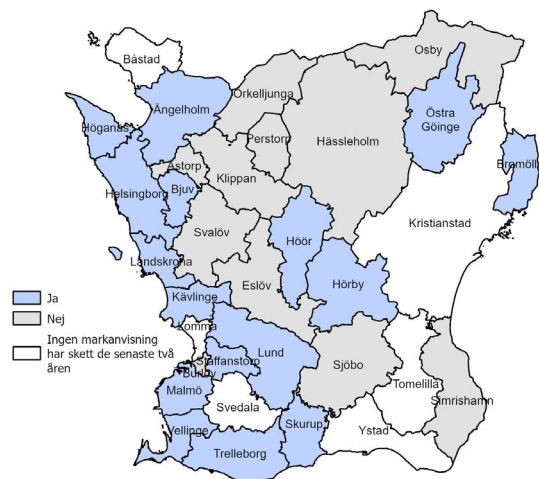 Osby
Båstad
Örkelljunga
Ängelholm
Östra
Göinge
Höganäs
Perstorp
Hässleholm
Bromölla
Åstorp
Klippan
Helsingborg
Bjuv
Kristianstad
Svalöv
Höör
Landskrona
Eslöv
Hörby
Ja
Kävlinge
Nej
Lomma
Ingen markanvisning
har skett de senaste två
åren
Lund
Staffanstorp
Sjöbo
Burlöv
Malmö
Tomelilla
Simrishamn
Svedala
Skurup
Ystad
Vellinge
Trelleborg